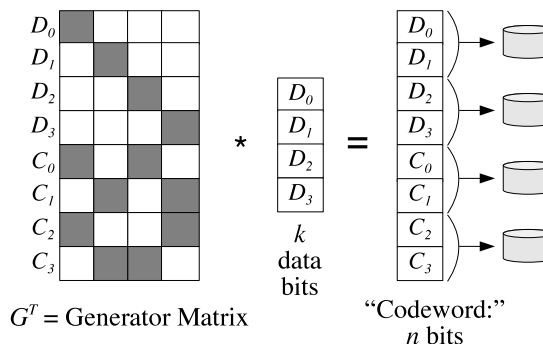 D0
D1
D2
D3
C0
C1
C2
C3
GT = Generator Matrix
*
D0
D1
D2
D3
k
data
bits
=
D0
D1
D2
D3
C0
C1
C2
C3
“Codeword:”
n bits